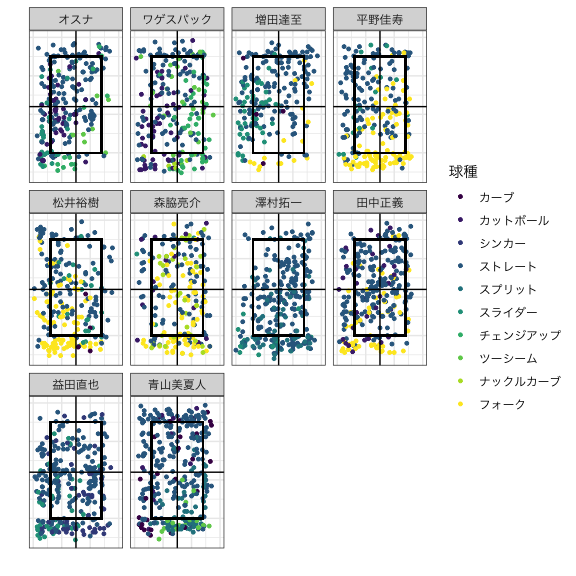 オスナ
ワゲスパック
増田達至
平野佳寿
松井裕樹
森脇亮介
澤村拓一
田中正義
益田直也
青山美夏人
球種
カーブ
カットボール
シンカー
ストレート
スプリット
スライダー
チェンジアップ
ツーシーム
ナックルカーブ
フォーク